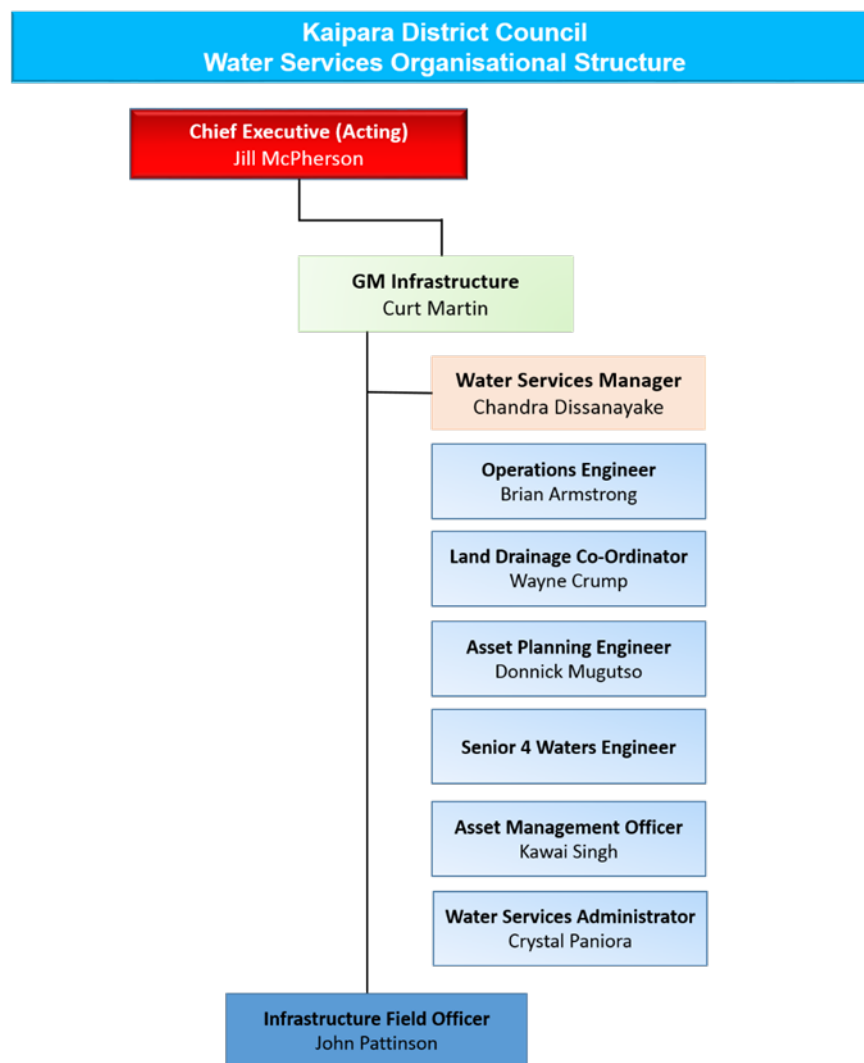 Kaipara District Council
Water Services Organisational Structure
Chief Executive (Acting)
Jill McPherson
GM Infrastructure
Curt Martin
Water Services Manager
Chandra Dissanayake
Operations Engineer
Brian Armstrong
Land Drainage Co-Ordinator
Wayne Crump
Asset Planning Engineer
Donnick Mugutso
Senior 4 Waters Engineer
Asset Management Officer
Kawai Singh
Water Services Administrator
Crystal Paniora
Infrastructure Field Officer
John Pattinson